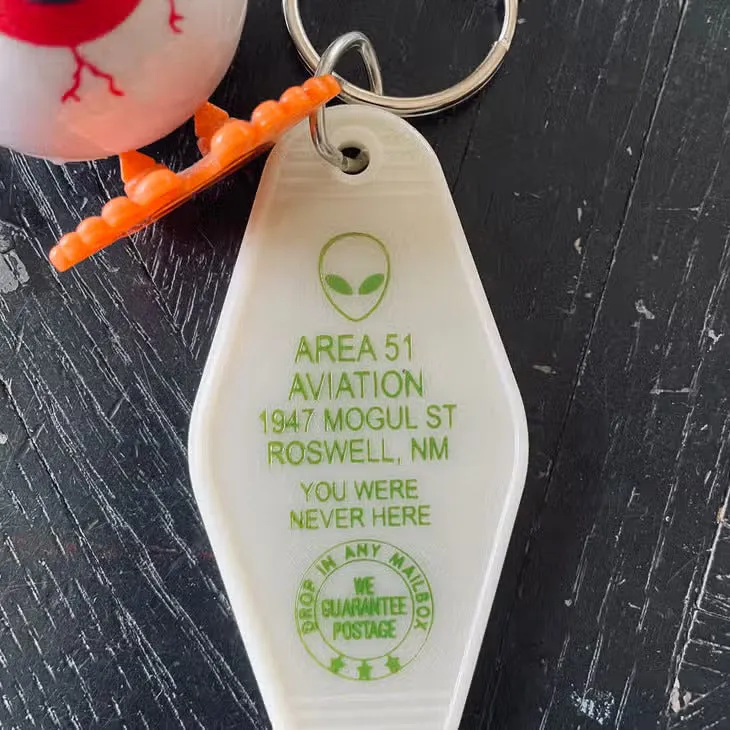 AREA 51
AVIATION
1947 MOGUL ST
ROSWELL, NM
YOU WERE
NEVER HERE
DROP IN ANY MAILBOX
WE
GUARANTEE
POSTAGE